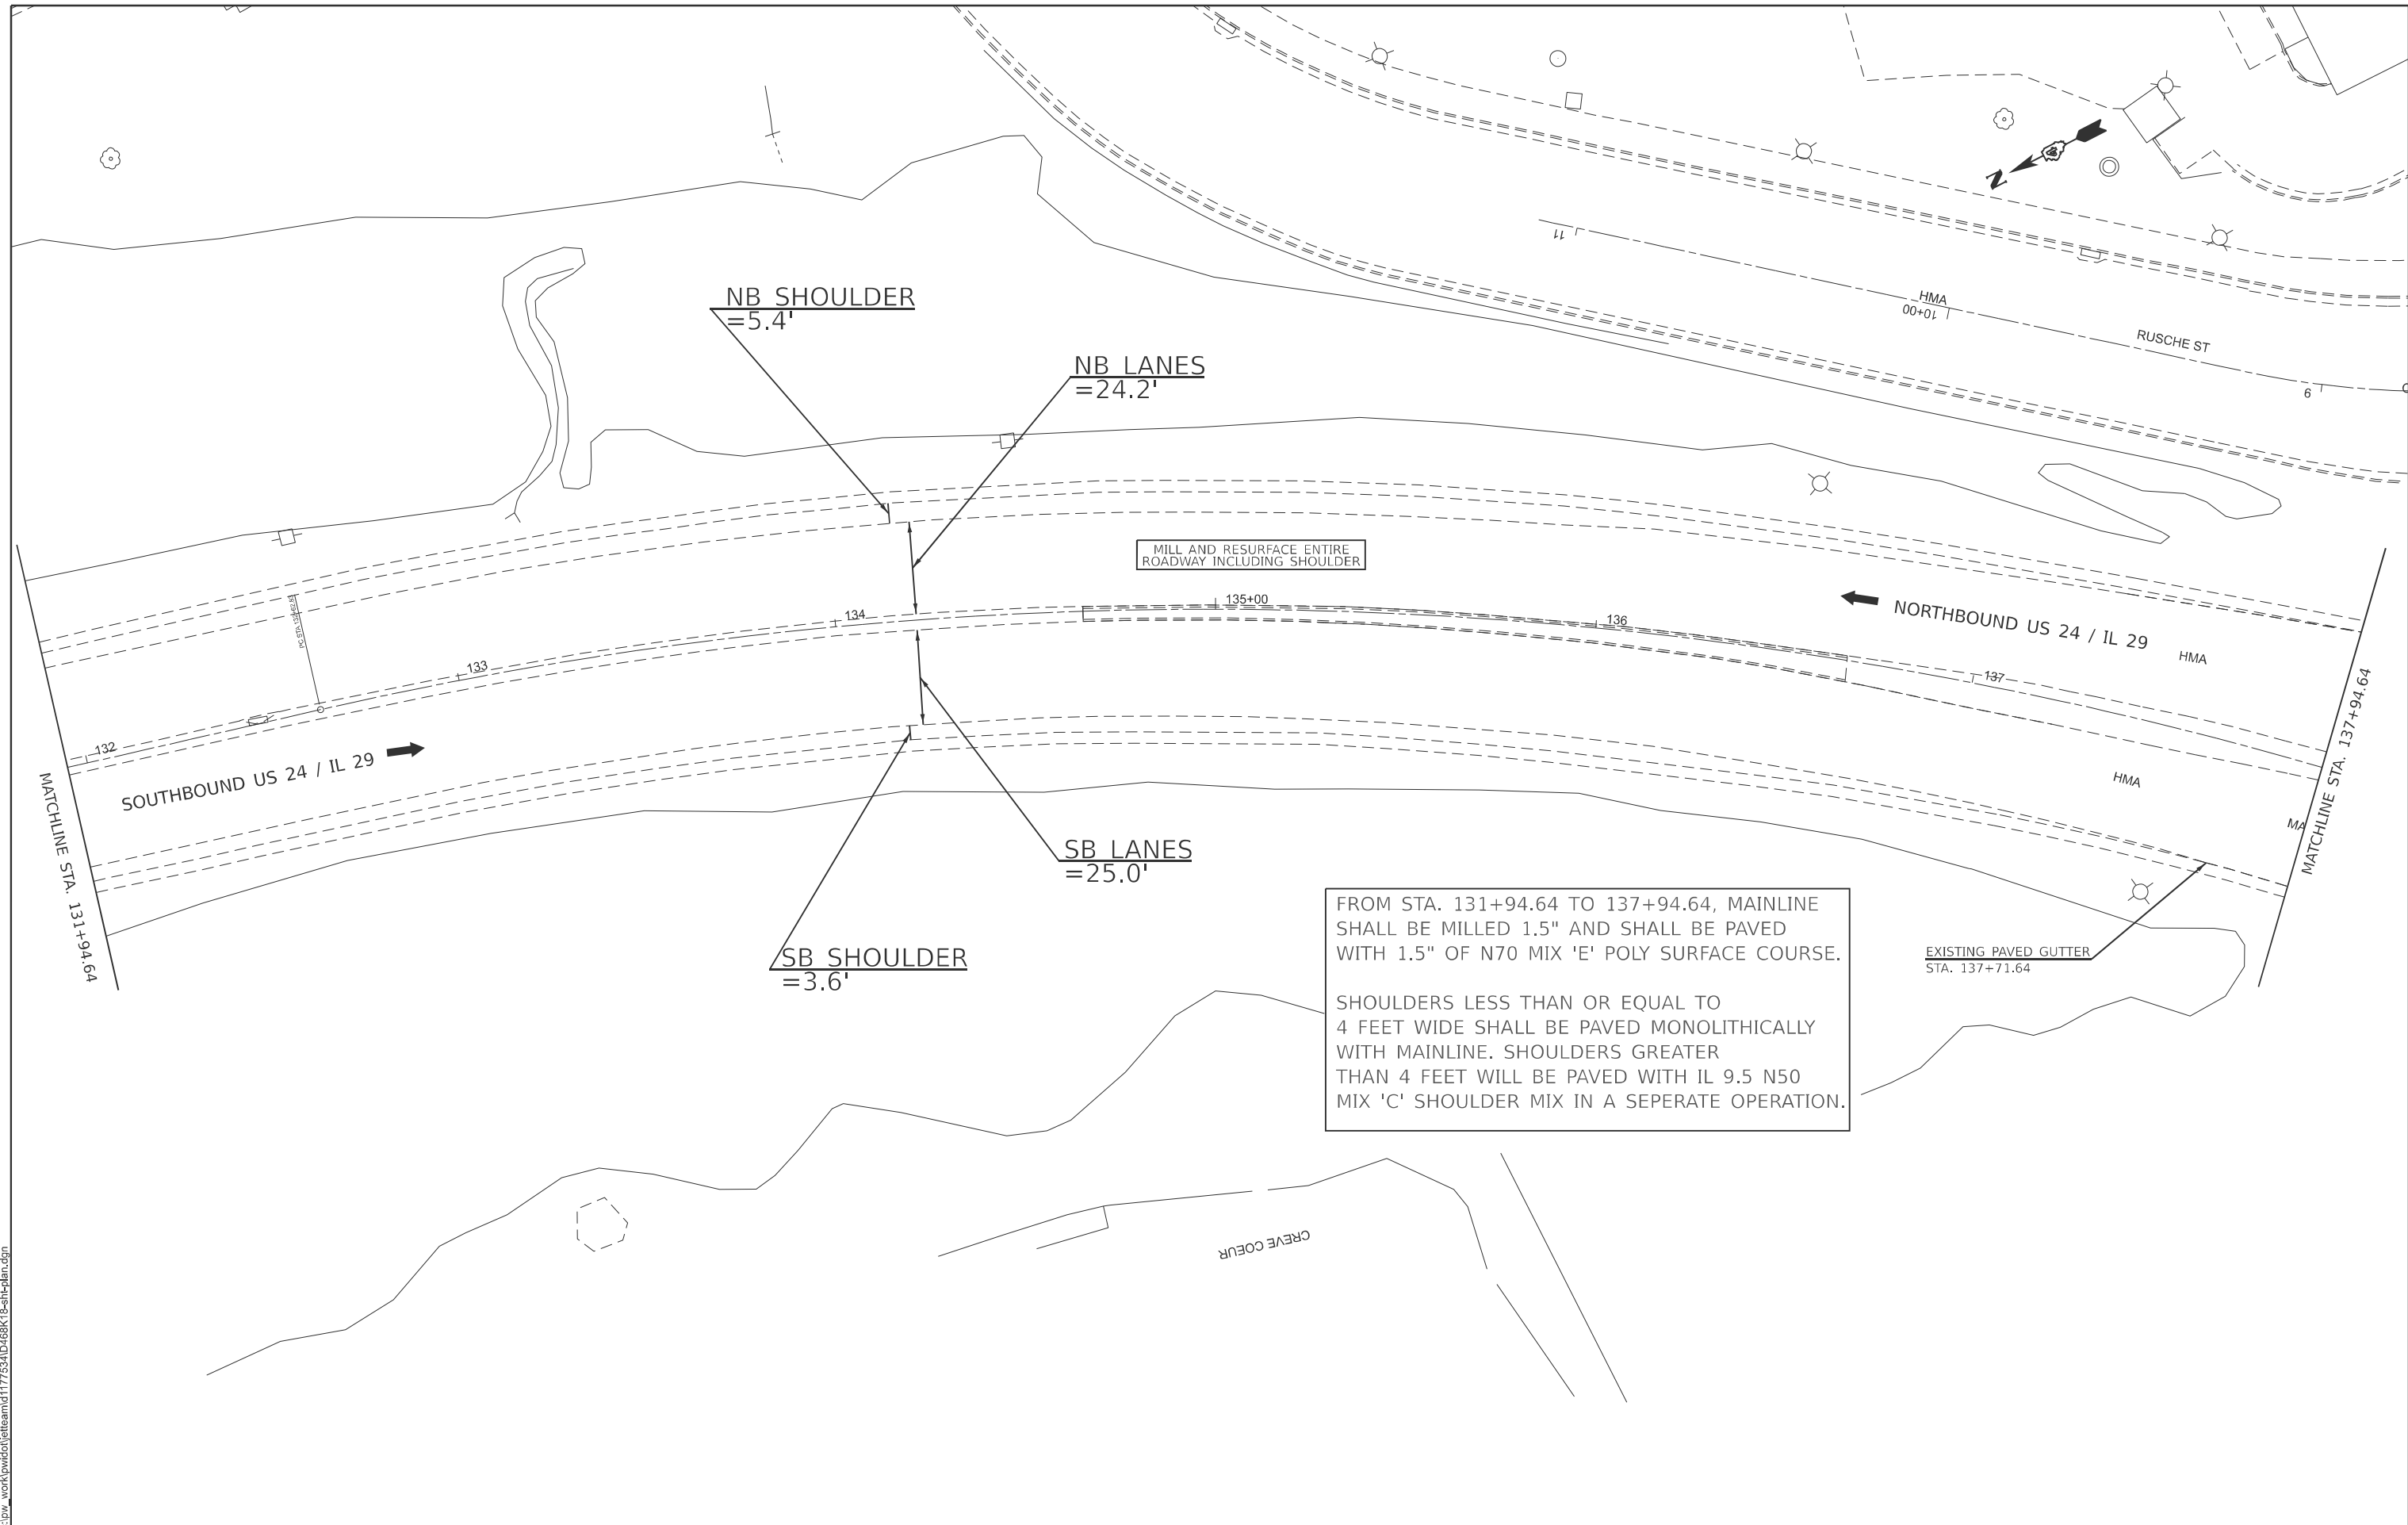 N
11
HMA
10+00
RUSCHE ST
9
NB SHOULDER
=5.4'
NB LANES
=24.2'
MILL AND RESURFACE ENTIRE
ROADWAY INCLUDING SHOULDER
135+00
134
136
133
137
132
NORTHBOUND US 24 / IL 29
HMA
SOUTHBOUND US 24 / IL 29
HMA
MATCHLINE STA. 131+94.64
MATCHLINE STA. 137+94.64
SB LANES
=25.0'
SB SHOULDER
=3.6'
FROM STA. 131+94.64 TO 137+94.64, MAINLINE
SHALL BE MILLED 1.5" AND SHALL BE PAVED
WITH 1.5" OF N70 MIX 'E' POLY SURFACE COURSE.
SHOULDERS LESS THAN OR EQUAL TO
4 FEET WIDE SHALL BE PAVED MONOLITHICALLY
WITH MAINLINE. SHOULDERS GREATER
THAN 4 FEET WILL BE PAVED WITH IL 9.5 N50
MIX 'C' SHOULDER MIX IN A SEPERATE OPERATION.
EXISTING PAVED GUTTER
STA. 137+71.64
CREVE COEUR
MA
PC STA